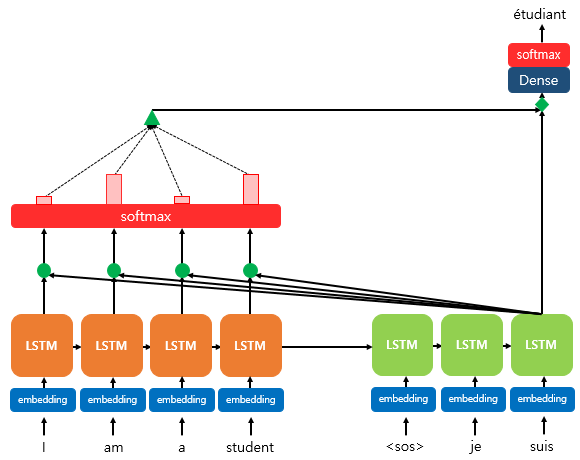 étudiant
softmax
Dense
softmax
LSTM LSTM LSTM LSTM LSTM LSTM LSTM
embedding embedding embedding embedding embedding embedding embedding
I am a student <sos> je suis